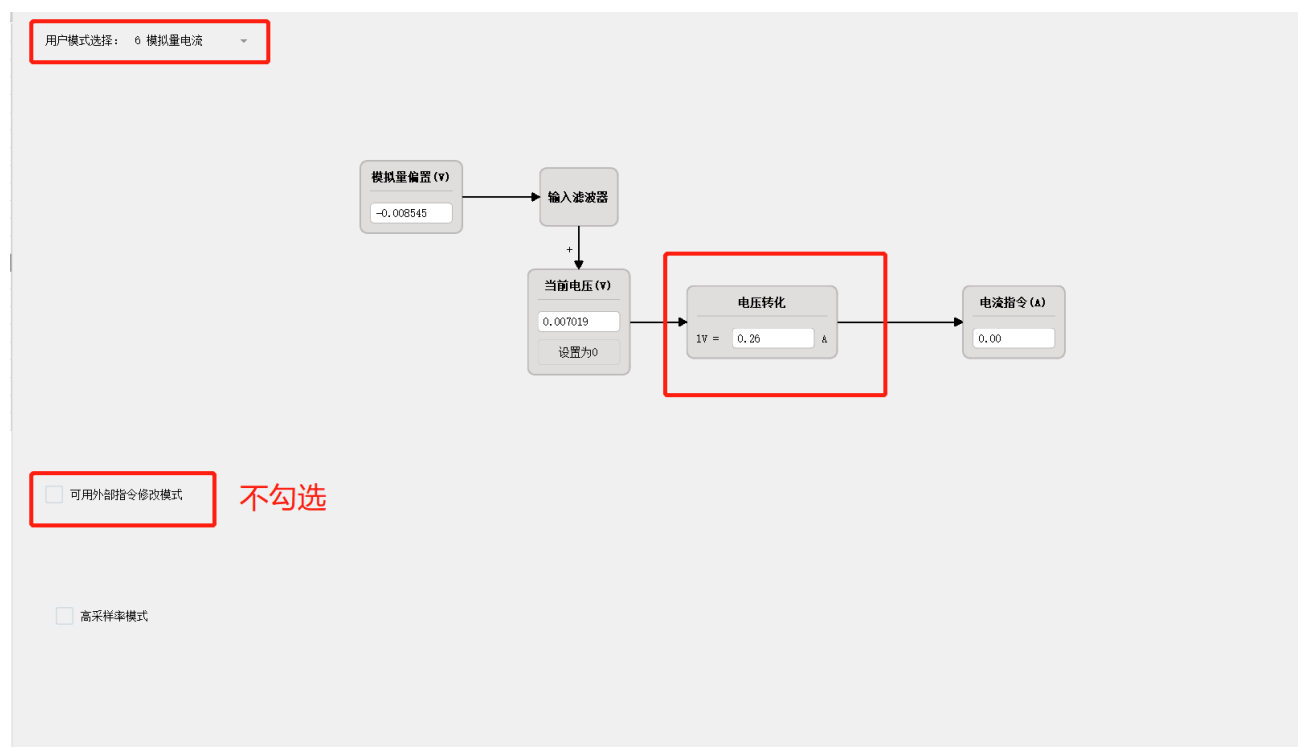 用户模式选择： 6 模拟量电流
模拟量偏置(V)
-0.008545
输入滤波器
+
当前电压(V)
0.007019
设置为0
电压转化
1V = 0.26 A
电流指令(A)
0.00
可用外部指令修改模式
不勾选
高采样率模式